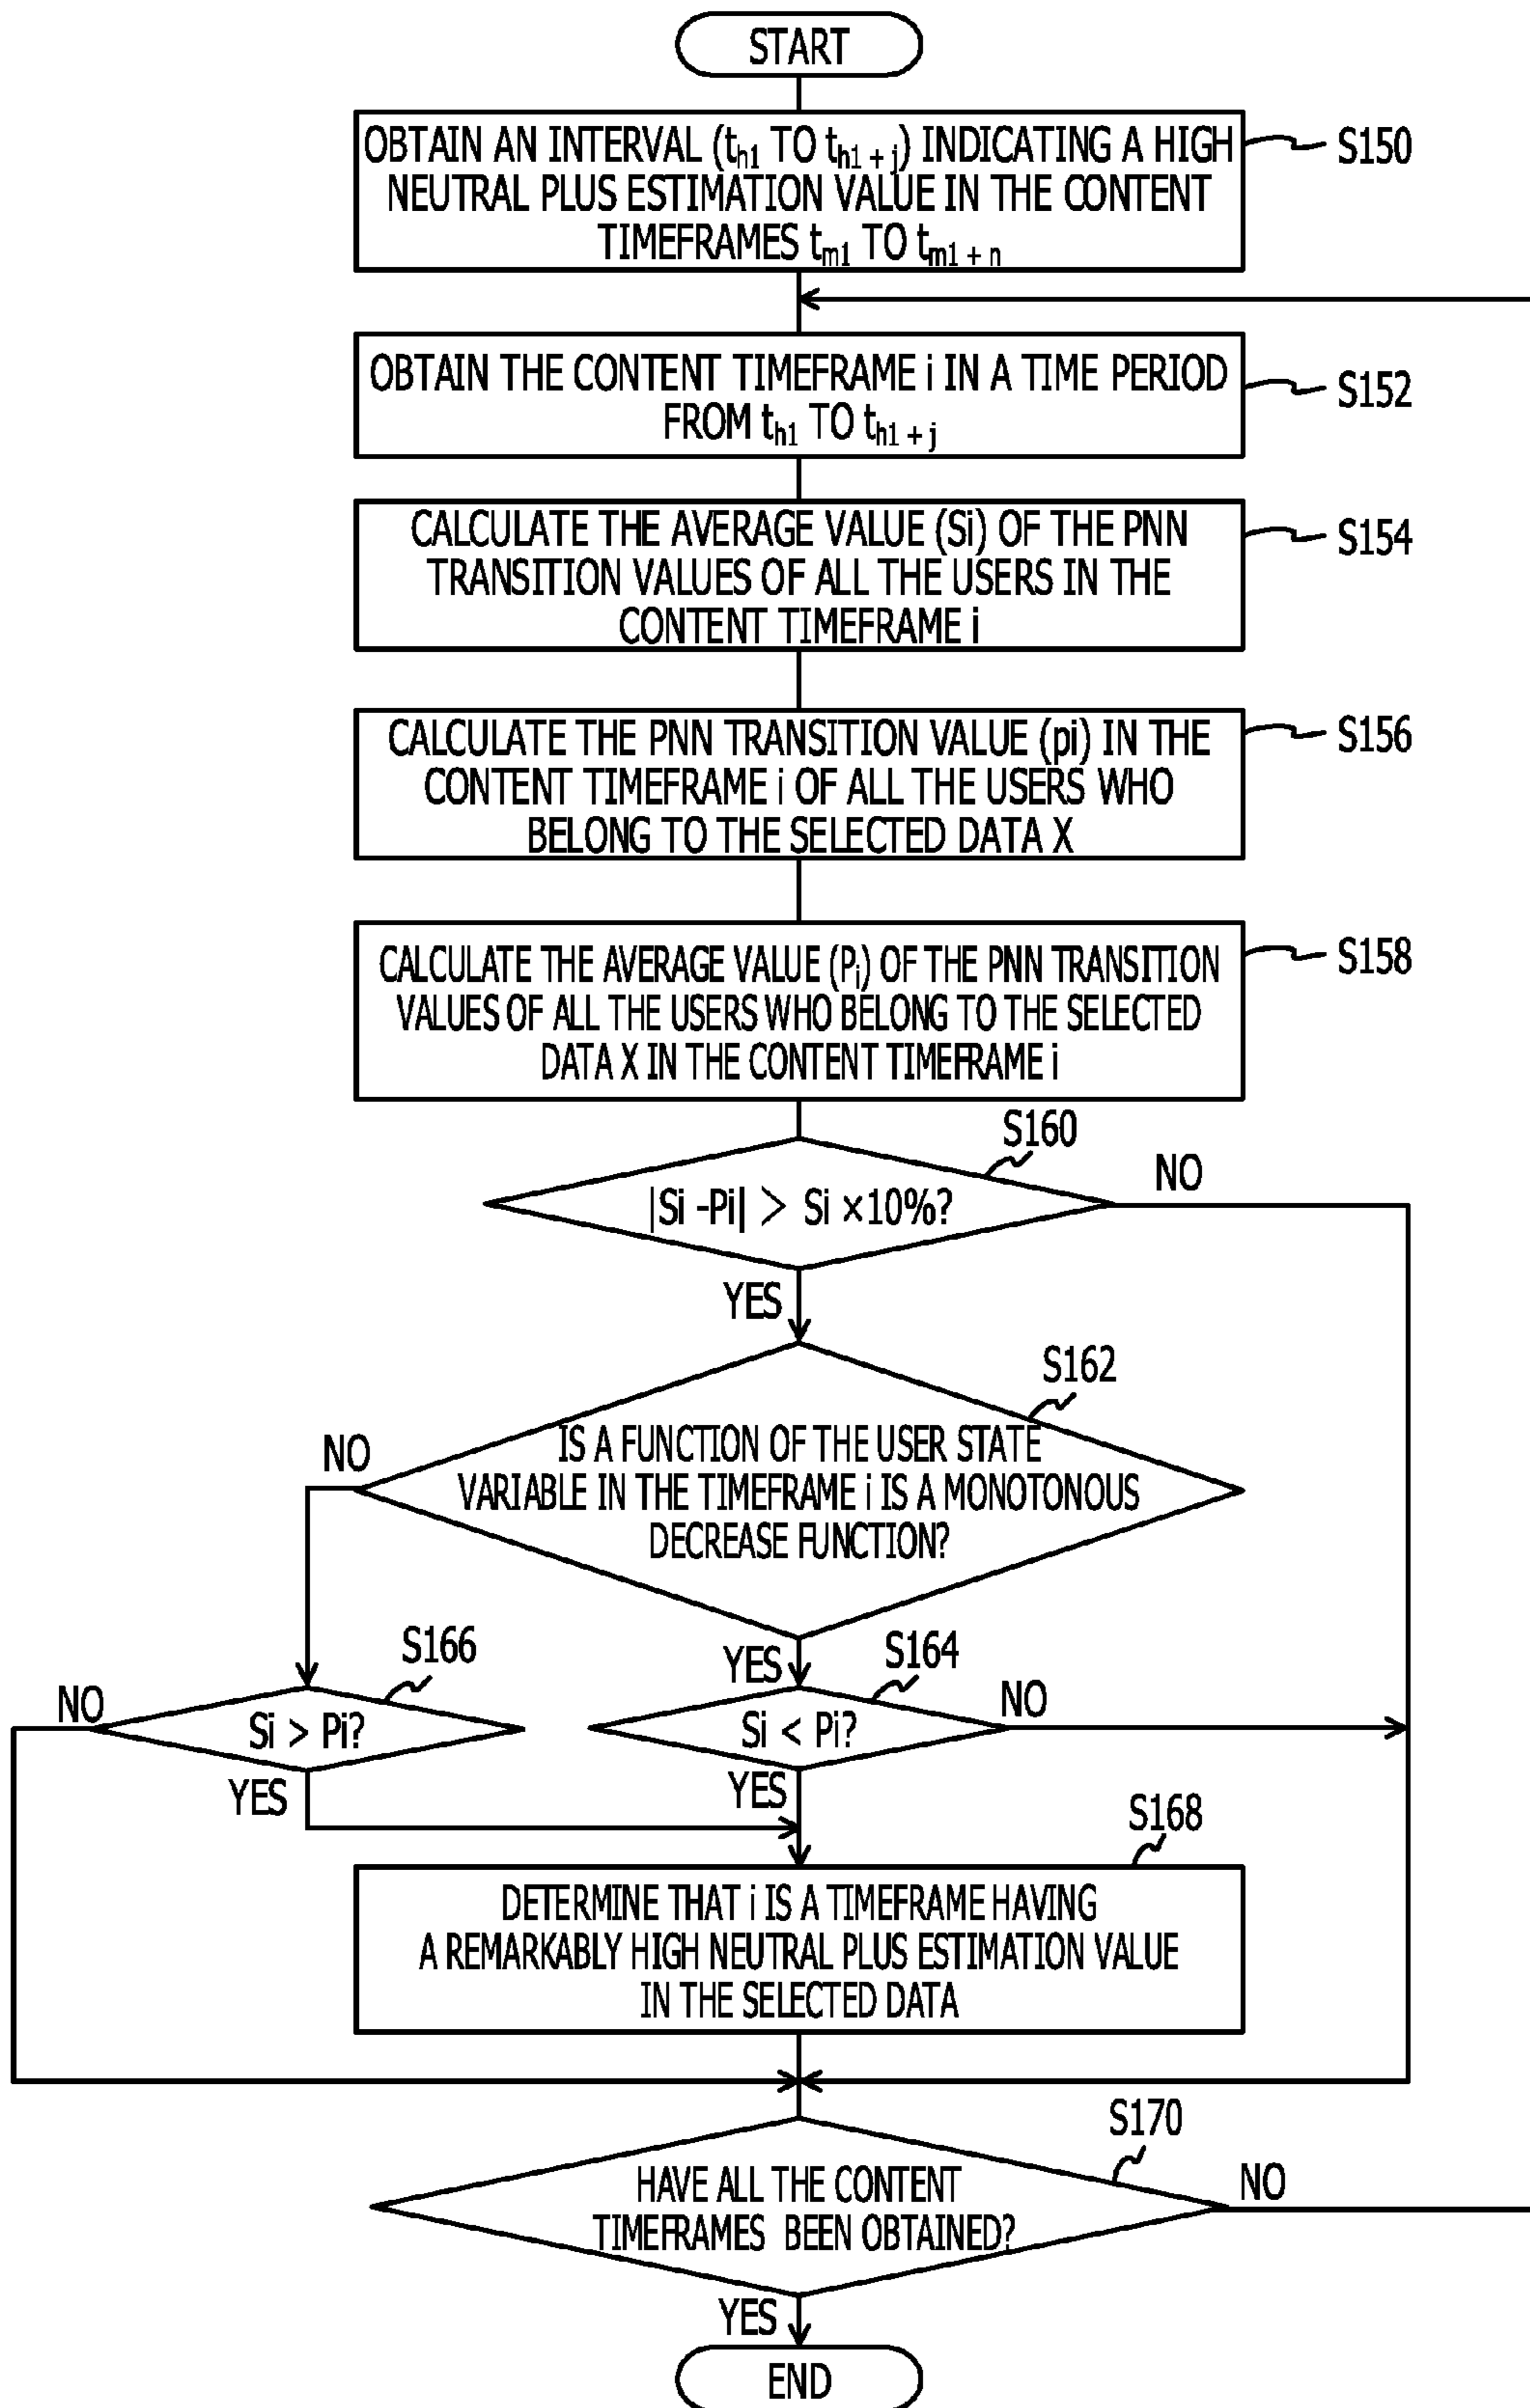 START
OBTAIN AN INTERVAL (th1 TO th1 + j) INDICATING A HIGH
NEUTRAL PLUS ESTIMATION VALUE IN THE CONTENT
TIMEFRAMES tm1 TO tm1 + n
S150
OBTAIN THE CONTENT TIMEFRAME i IN A TIME PERIOD
FROM th1 TO th1 + j
S152
CALCULATE THE AVERAGE VALUE (Si) OF THE PNN
TRANSITION VALUES OF ALL THE USERS IN THE
CONTENT TIMEFRAME i
S154
CALCULATE THE PNN TRANSITION VALUE (pi) IN THE
CONTENT TIMEFRAME i OF ALL THE USERS WHO
BELONG TO THE SELECTED DATA X
S156
CALCULATE THE AVERAGE VALUE (Pi) OF THE PNN TRANSITION
VALUES OF ALL THE USERS WHO BELONG TO THE SELECTED
DATA X IN THE CONTENT TIMEFRAME i
S158
S160
|Si -Pi| > Si ×10%?
NO
YES
S162
IS A FUNCTION OF THE USER STATE
VARIABLE IN THE TIMEFRAME i IS A MONOTONOUS
DECREASE FUNCTION?
NO
YES
S166
Si > Pi?
NO
YES
S164
Si < Pi?
NO
YES
S168
DETERMINE THAT i IS A TIMEFRAME HAVING
A REMARKABLY HIGH NEUTRAL PLUS ESTIMATION VALUE
IN THE SELECTED DATA
S170
HAVE ALL THE CONTENT
TIMEFRAMES BEEN OBTAINED?
NO
YES
END